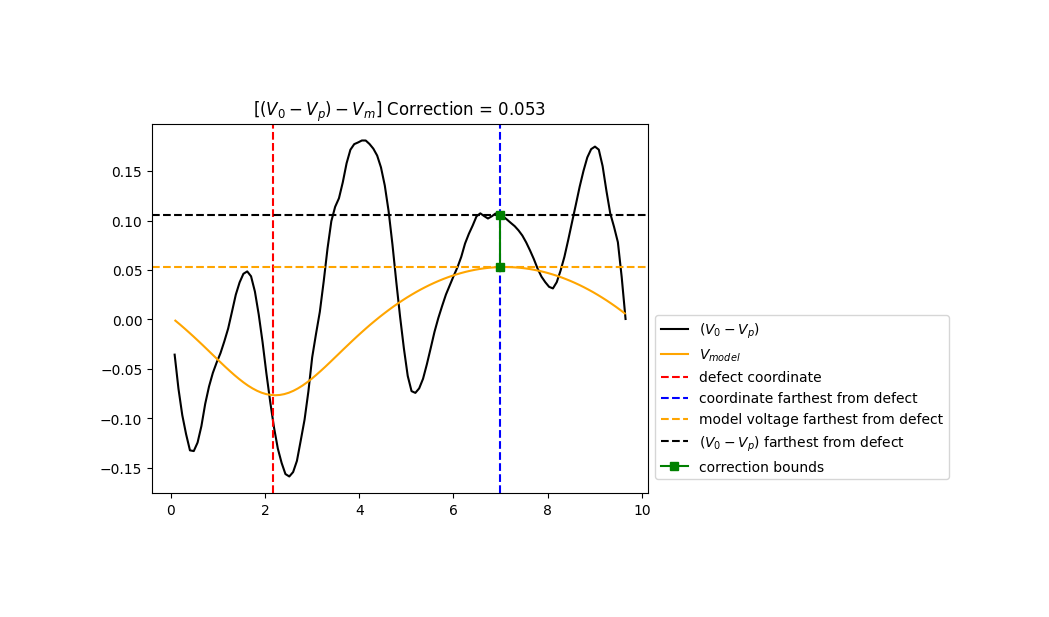 [(V₀ − Vₚ) − Vₘ] Correction = 0.053
0.15
0.10
0.05
0.00
−0.05
−0.10
−0.15
0 2 4 6 8 10
(V₀ − Vₚ)
Vₘₒdₑₗ
defect coordinate
coordinate farthest from defect
model voltage farthest from defect
(V₀ − Vₚ) farthest from defect
correction bounds